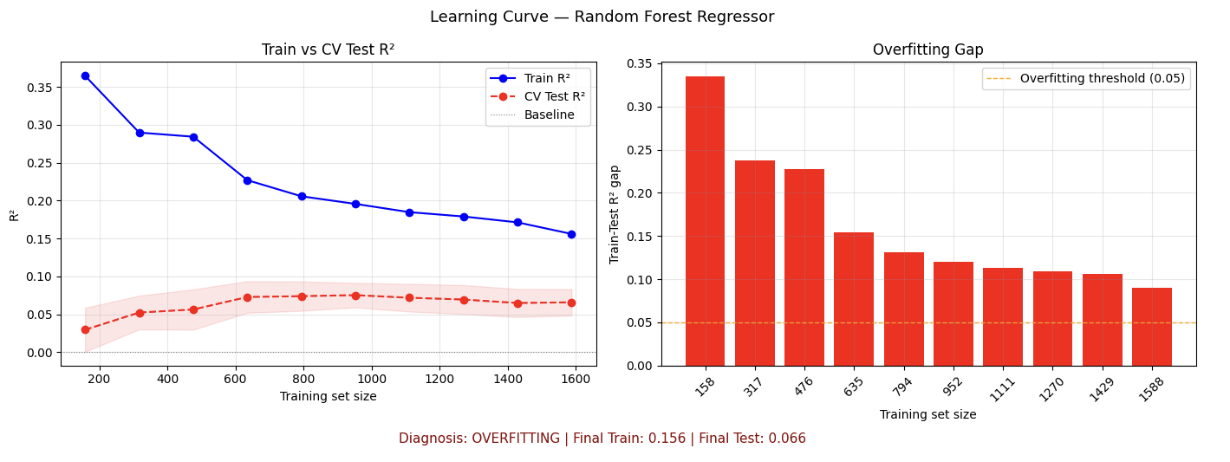 Learning Curve — Random Forest Regressor
Train vs CV Test R²
R²
0.35
0.30
0.25
0.20
0.15
0.10
0.05
0.00
Train R²
CV Test R²
Baseline
200 400 600 800 1000 1200 1400 1600
Training set size
Overfitting Gap
Train-Test R² gap
0.35
0.30
0.25
0.20
0.15
0.10
0.05
0.00
Overfitting threshold (0.05)
158 317 476 635 794 952 1111 1270 1429 1588
Training set size
Diagnosis: OVERFITTING | Final Train: 0.156 | Final Test: 0.066